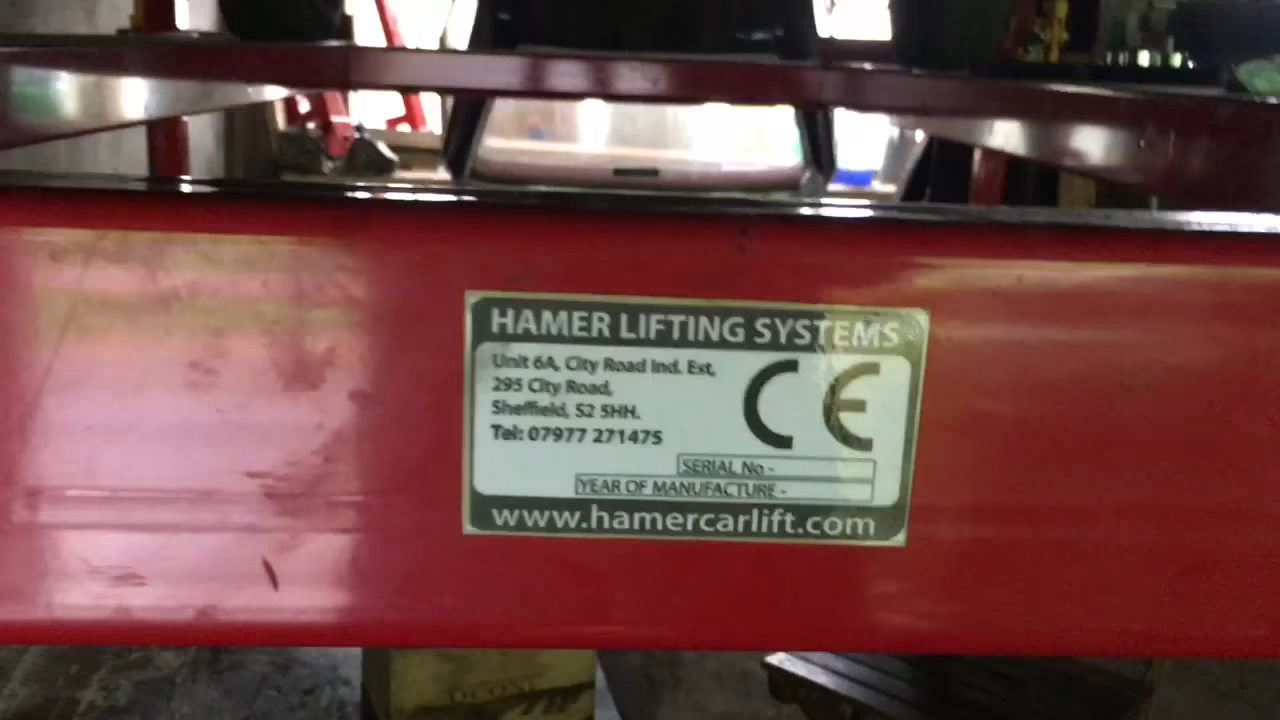 HAMER LIFTING SYSTEMS
Unit 6A, City Road Ind. Est,
295 City Road,
Sheffield, S2 5HH.
Tel: 07977 271475
CE
SERIAL No -
YEAR OF MANUFACTURE -
www.hamercarlift.com